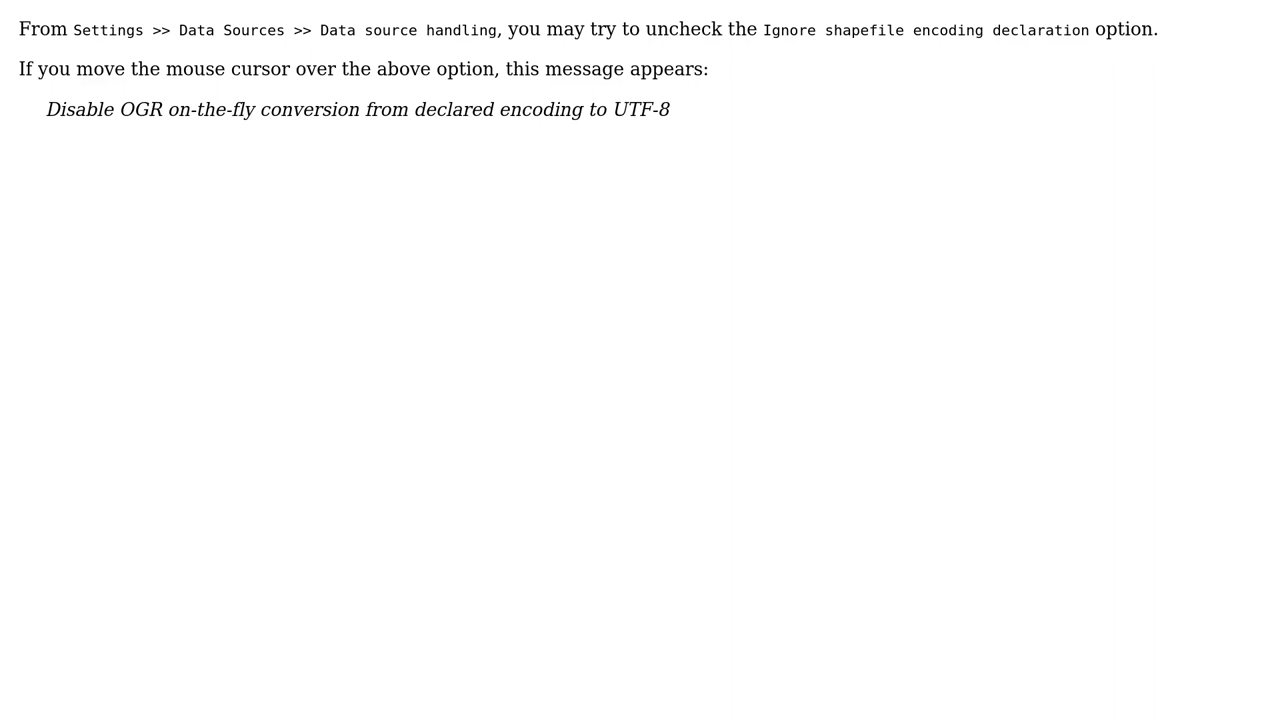 From Settings >> Data Sources >> Data source handling, you may try to uncheck the Ignore shapefile encoding declaration option.
If you move the mouse cursor over the above option, this message appears:
Disable OGR on-the-fly conversion from declared encoding to UTF-8